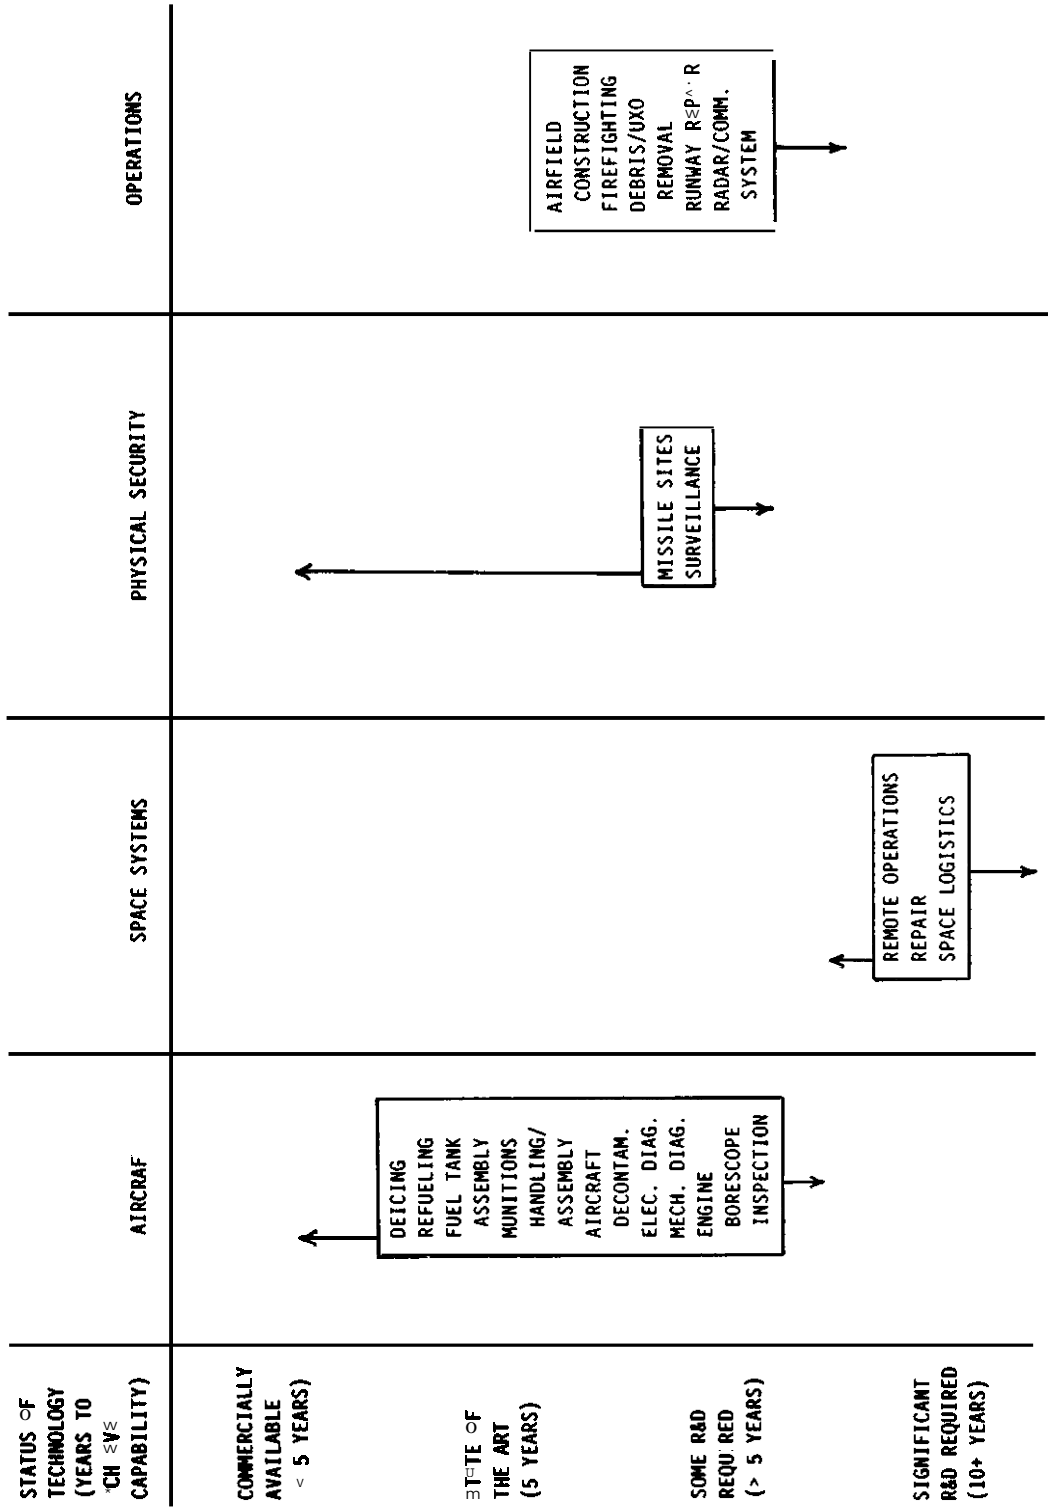 STATUS OF
TECHNOLOGY
(YEARS TO
CAPABILITY)
AIRCRAF
SPACE SYSTEMS
PHYSICAL SECURITY
OPERATIONS
COMMERCIALLY
AVAILABLE
< 5 YEARS)
OF
THE ART
(5 YEARS)
SOME R&D
(> 5 YEARS)
SIGNIFICANT
R&D REQUIRED
(10+ YEARS)
DEICING
REFUELING
FUEL TANK
ASSEMBLY
MUNITIONS
HANDLING/
ASSEMBLY
AIRCRAFT
DECONTAM.
ELEC. DIAG.
MECH. DIAG.
ENGINE
BORESCOPE
INSPECTION
REMOTE OPERATIONS
REPAIR
SPACE LOGISTICS
MISSILE SITES
SURVEILLANCE
AIRFIELD
CONSTRUCTION
FIREFIGHTING
DEBRIS/UXO
REMOVAL
RUNWAY
RADAR/COMM.
SYSTEM